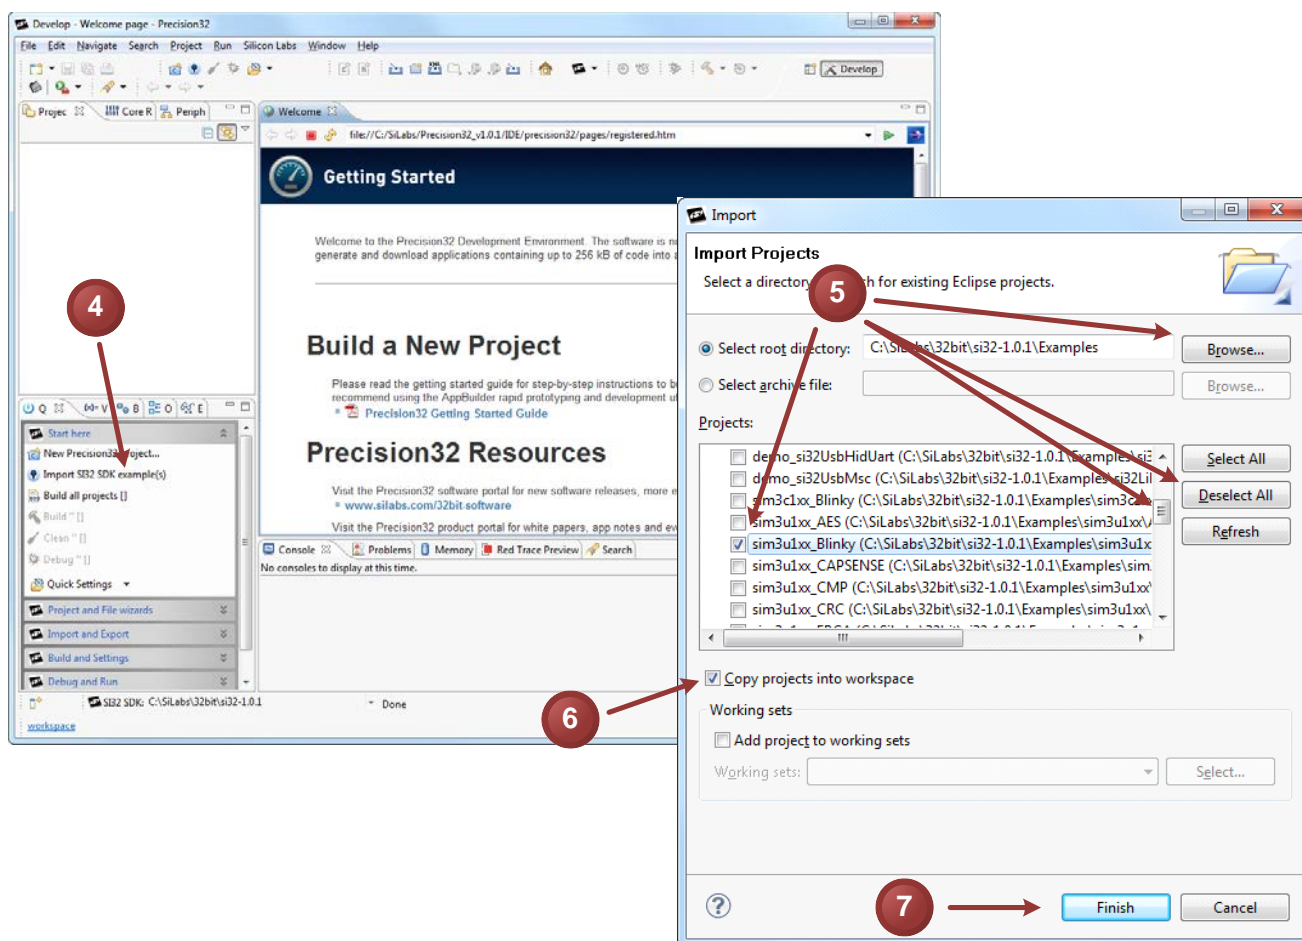 Develop - Welcome page - Precision32
File Edit Navigate Search Project Run Silicon Labs Window Help
Develop
Projec Core R Periph
Welcome
file://C:/SiLabs/Precision32_v1.0.1/IDE/precision32/pages/registered.htm
Getting Started
Welcome to the Precision32 Development Environment. The software is n
generate and download applications containing up to 256 kB of code into
Build a New Project
Please read the getting started guide for step-by-step instructions to b
recommend using the AppBuilder rapid prototyping and development u
Precision32 Getting Started Guide
Precision32 Resources
Visit the Precision32 software portal for new software releases, more e
www.silabs.com/32bit-software
Visit the Precision32 product portal for white papers, app notes and ev
4
Q V B O E
Start here
New Precision32 project...
Import SI32 SDK example(s)
Build all projects []
Build '' []
Clean '' []
Debug '' []
Quick Settings
Project and File wizards
Import and Export
Build and Settings
Debug and Run
Console Problems Memory Red Trace Preview Search
No consoles to display at this time.
SI32 SDK: C:\SiLabs\32bit\si32-1.0.1
Done
workspace
Import
Import Projects
Select a directory h for existing Eclipse projects.
5
Select root directory: C:\SiLabs\32bit\si32-1.0.1\Examples Browse...
Select archive file: Browse...
Projects:
demo_si32UsbHidUart (C:\SiLabs\32bit\si32-1.0.1\Examples\si3
demo_si32UsbMsc (C:\SiLabs\32bit\si32-1.0.1\Examples\si32Lil
sim3c1xx_Blinky (C:\SiLabs\32bit\si32-1.0.1\Examples\sim3c1x
sim3u1xx_AES (C:\SiLabs\32bit\si32-1.0.1\Examples\sim3u1xx\A
sim3u1xx_Blinky (C:\SiLabs\32bit\si32-1.0.1\Examples\sim3u1x
sim3u1xx_CAPSENSE (C:\SiLabs\32bit\si32-1.0.1\Examples\sim
sim3u1xx_CMP (C:\SiLabs\32bit\si32-1.0.1\Examples\sim3u1xx\
sim3u1xx_CRC (C:\SiLabs\32bit\si32-1.0.1\Examples\sim3u1xx\
Select All
Deselect All
Refresh
Copy projects into workspace
6
Working sets
Add project to working sets
Working sets: Select...
7
Finish Cancel